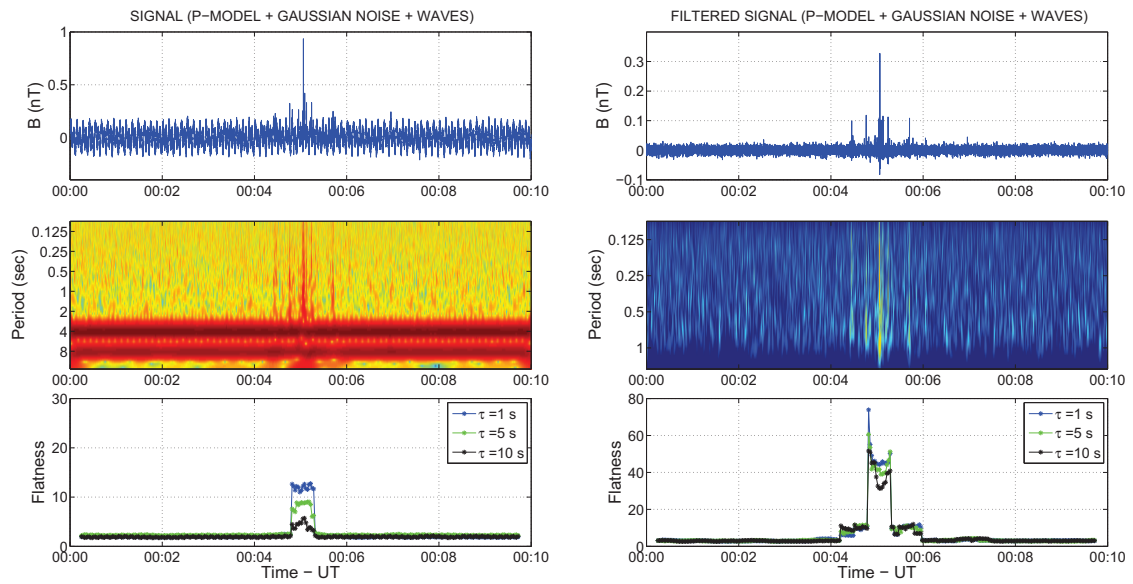 SIGNAL (P-MODEL + GAUSSIAN NOISE + WAVES)
1
0.5
0
B (nT)
00:00 00:02 00:04 00:06 00:08 00:10
0.125
0.25
0.5
1
2
4
8
Period (sec)
00:00 00:02 00:04 00:06 00:08 00:10
30
20
10
0
Flatness
τ =1 s
τ =5 s
τ =10 s
00:00 00:02 00:04 00:06 00:08 00:10
Time − UT
FILTERED SIGNAL (P-MODEL + GAUSSIAN NOISE + WAVES)
0.3
0.2
0.1
0
−0.1
B (nT)
00:00 00:02 00:04 00:06 00:08 00:10
0.125
0.25
0.5
1
Period (sec)
00:00 00:02 00:04 00:06 00:08 00:10
80
60
40
20
0
Flatness
τ =1 s
τ =5 s
τ =10 s
00:00 00:02 00:04 00:06 00:08 00:10
Time − UT